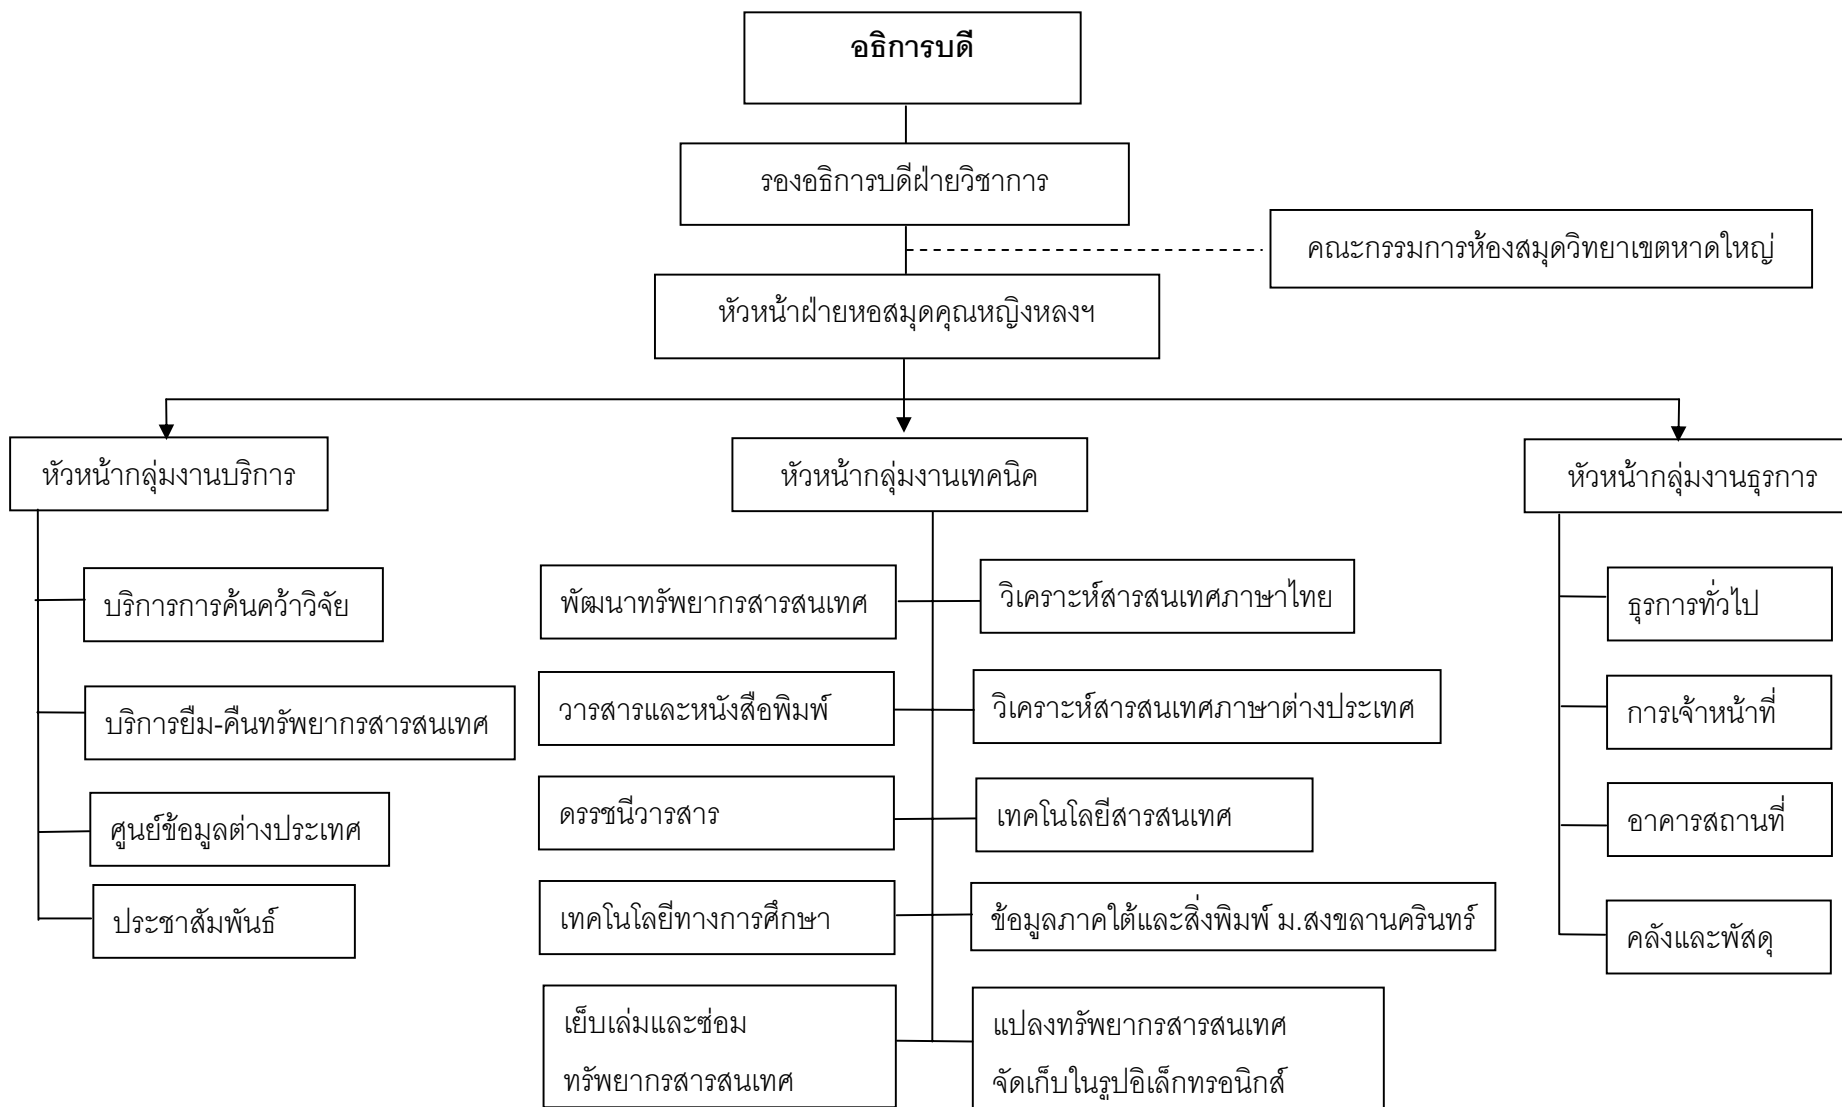 อธิการบดี
รองอธิการบดีฝ่ายวิชาการ
คณะกรรมการห้องสมุดวิทยาเขตหาดใหญ่
หัวหน้าฝ่ายหอสมุดคุณหญิงหลงฯ
หัวหน้ากลุ่มงานบริการ
บริการการค้นคว้าวิจัย
บริการยืม-คืนทรัพยากรสารสนเทศ
ศูนย์ข้อมูลต่างประเทศ
ประชาสัมพันธ์
หัวหน้ากลุ่มงานเทคนิค
พัฒนาทรัพยากรสารสนเทศ
วิเคราะห์สารสนเทศภาษาไทย
วารสารและหนังสือพิมพ์
วิเคราะห์สารสนเทศภาษาต่างประเทศ
ดรรชนีวารสาร
เทคโนโลยีสารสนเทศ
เทคโนโลยีทางการศึกษา
ข้อมูลภาคใต้และสิ่งพิมพ์ ม.สงขลานครินทร์
เย็บเล่มและซ่อม
ทรัพยากรสารสนเทศ
แปลงทรัพยากรสารสนเทศ
จัดเก็บในรูปอิเล็กทรอนิกส์
หัวหน้ากลุ่มงานธุรการ
ธุรการทั่วไป
การเจ้าหน้าที่
อาคารสถานที่
คลังและพัสดุ